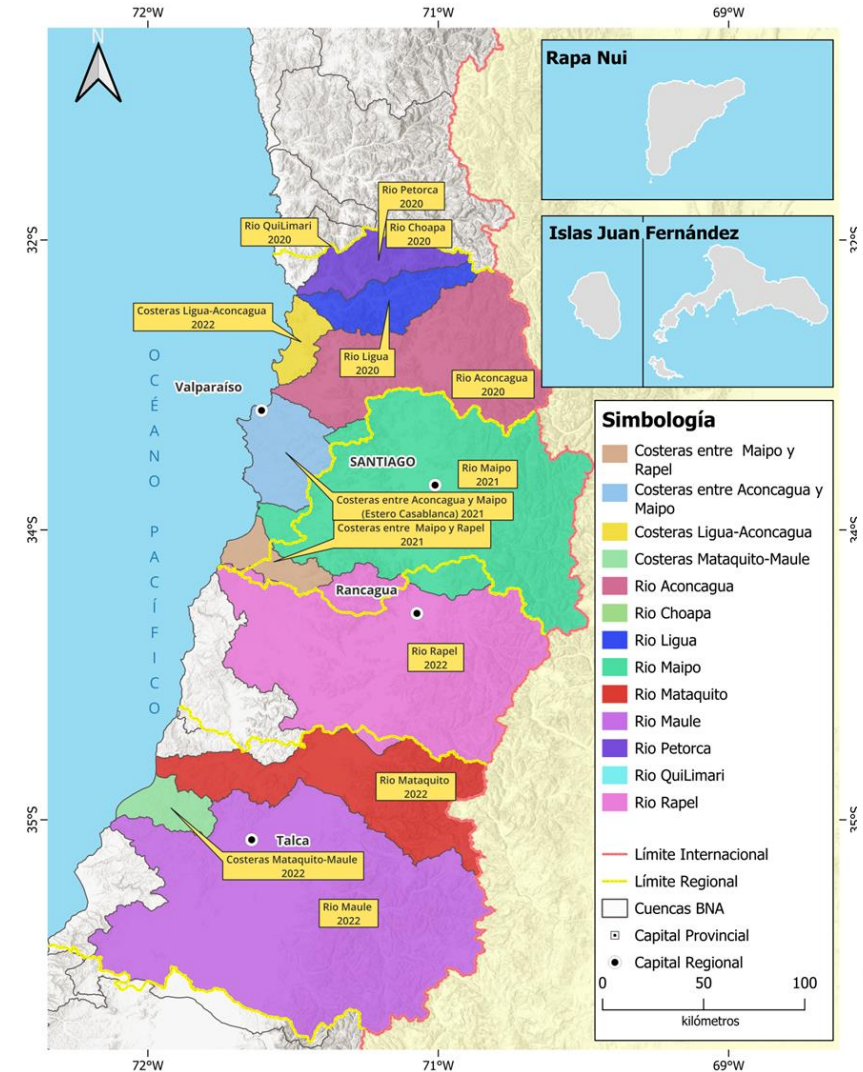 72°W
71°W
69°W
N
Rapa Nui
Islas Juan Fernández
32°S
32°S
34°S
34°S
35°S
35°S
Rio Petorca
2020
Rio QuiLimari
2020
Rio Choapa
2020
Costeras Ligua-Aconcagua
2022
Rio Ligua
2020
Rio Aconcagua
2020
Valparaíso
OCÉANO PACÍFICO
SANTIAGO
Rio Maipo
2021
Costeras entre Aconcagua y Maipo
(Estero Casablanca) 2021
Costeras entre Maipo y Rapel
2021
Rancagua
Rio Rapel
2022
Rio Mataquito
2022
Talca
Costeras Mataquito-Maule
2022
Rio Maule
2022
Simbología
Costeras entre Maipo y
Rapel
Costeras entre Aconcagua y
Maipo
Costeras Ligua-Aconcagua
Costeras Mataquito-Maule
Rio Aconcagua
Rio Choapa
Rio Ligua
Rio Maipo
Rio Mataquito
Rio Maule
Rio Petorca
Rio QuiLimari
Rio Rapel
Límite Internacional
Límite Regional
Cuencas BNA
Capital Provincial
Capital Regional
0 50 100
kilómetros
72°W
71°W
69°W